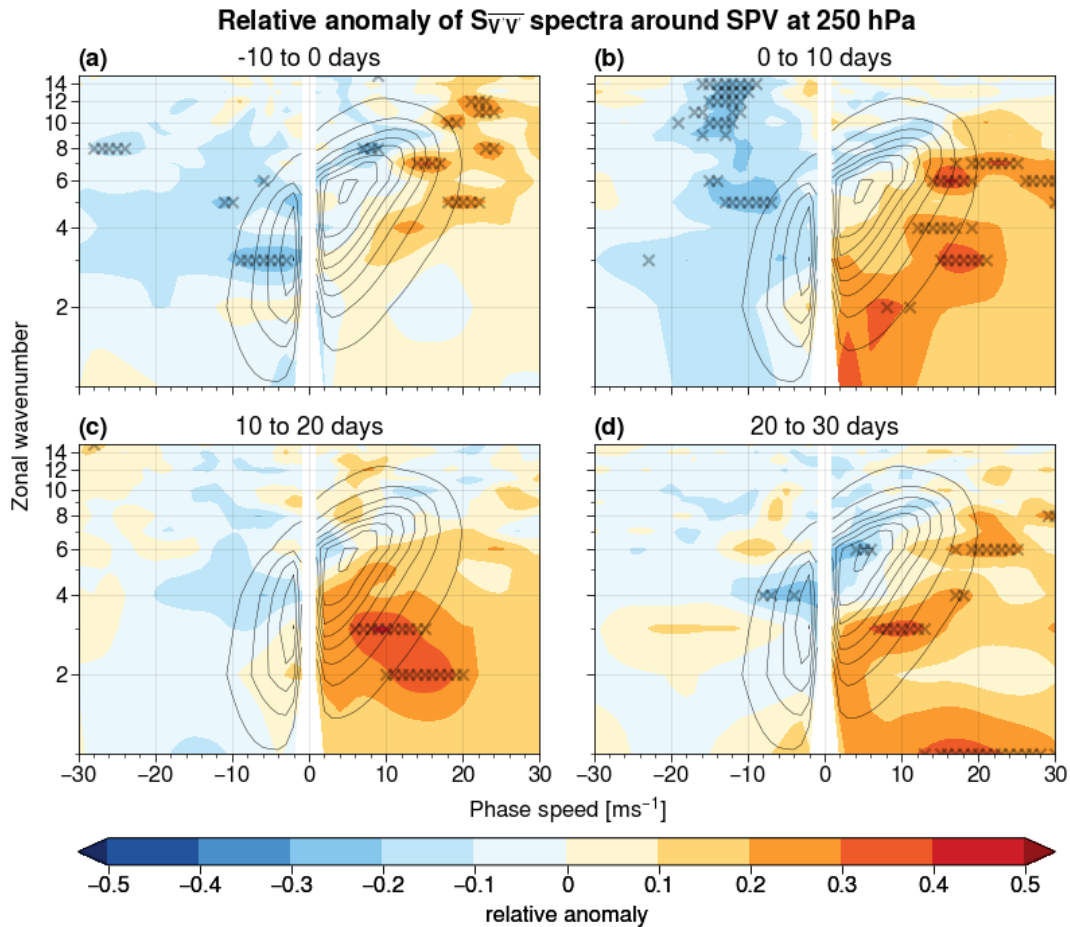 Relative anomaly of S_V'V' spectra around SPV at 250 hPa
(a) -10 to 0 days
(b) 0 to 10 days
14
12
10
8
6
4
2
(c) 10 to 20 days
(d) 20 to 30 days
14
12
10
8
6
4
2
Zonal wavenumber
−30 −20 −10 0 10 20 30
−30 −20 −10 0 10 20 30
Phase speed [ms⁻¹]
−0.5 −0.4 −0.3 −0.2 −0.1 0 0.1 0.2 0.3 0.4 0.5
relative anomaly